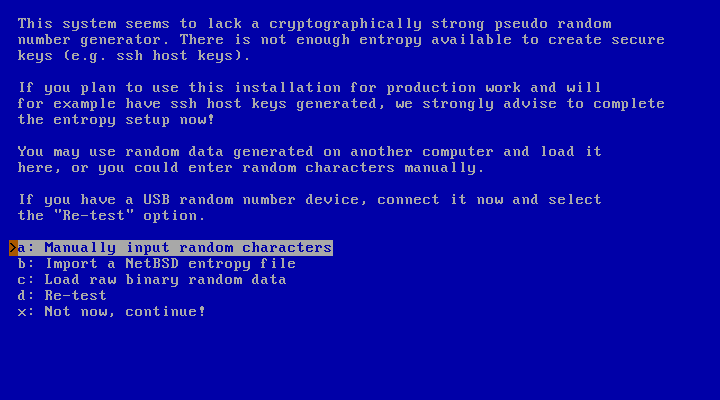 This system seems to lack a cryptographically strong pseudo random
number generator. There is not enough entropy available to create secure
keys (e.g. ssh host keys).
If you plan to use this installation for production work and will
for example have ssh host keys generated, we strongly advise to complete
the entropy setup now!
You may use random data generated on another computer and load it
here, or you could enter random characters manually.
If you have a USB random number device, connect it now and select
the "Re-test" option.
>a: Manually input random characters
b: Import a NetBSD entropy file
c: Load raw binary random data
d: Re-test
x: Not now, continue!